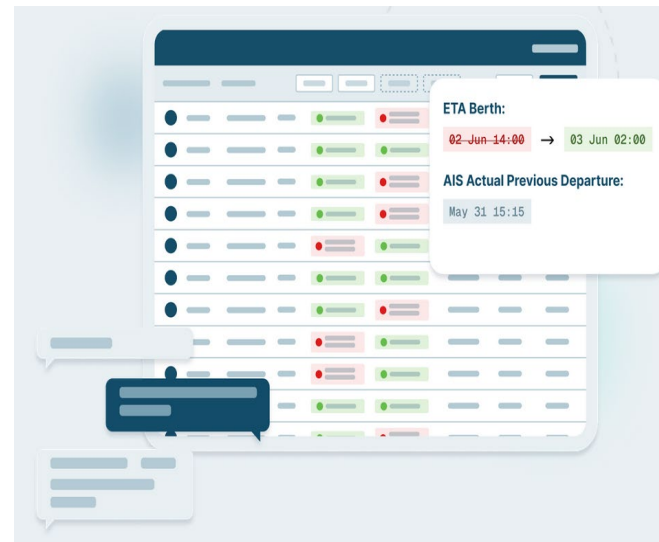 ETA Berth:
02 Jun 14:00 → 03 Jun 02:00
AIS Actual Previous Departure:
May 31 15:15